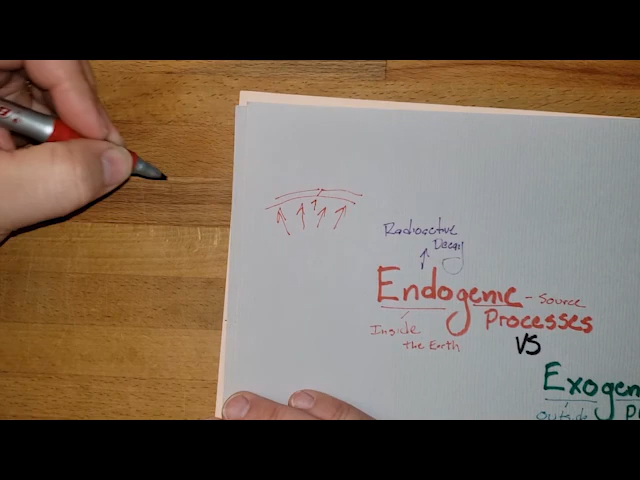 Radioactive
Decay
Endogenic - Source
Processes
Inside
the Earth
VS
Exogen
outside
P